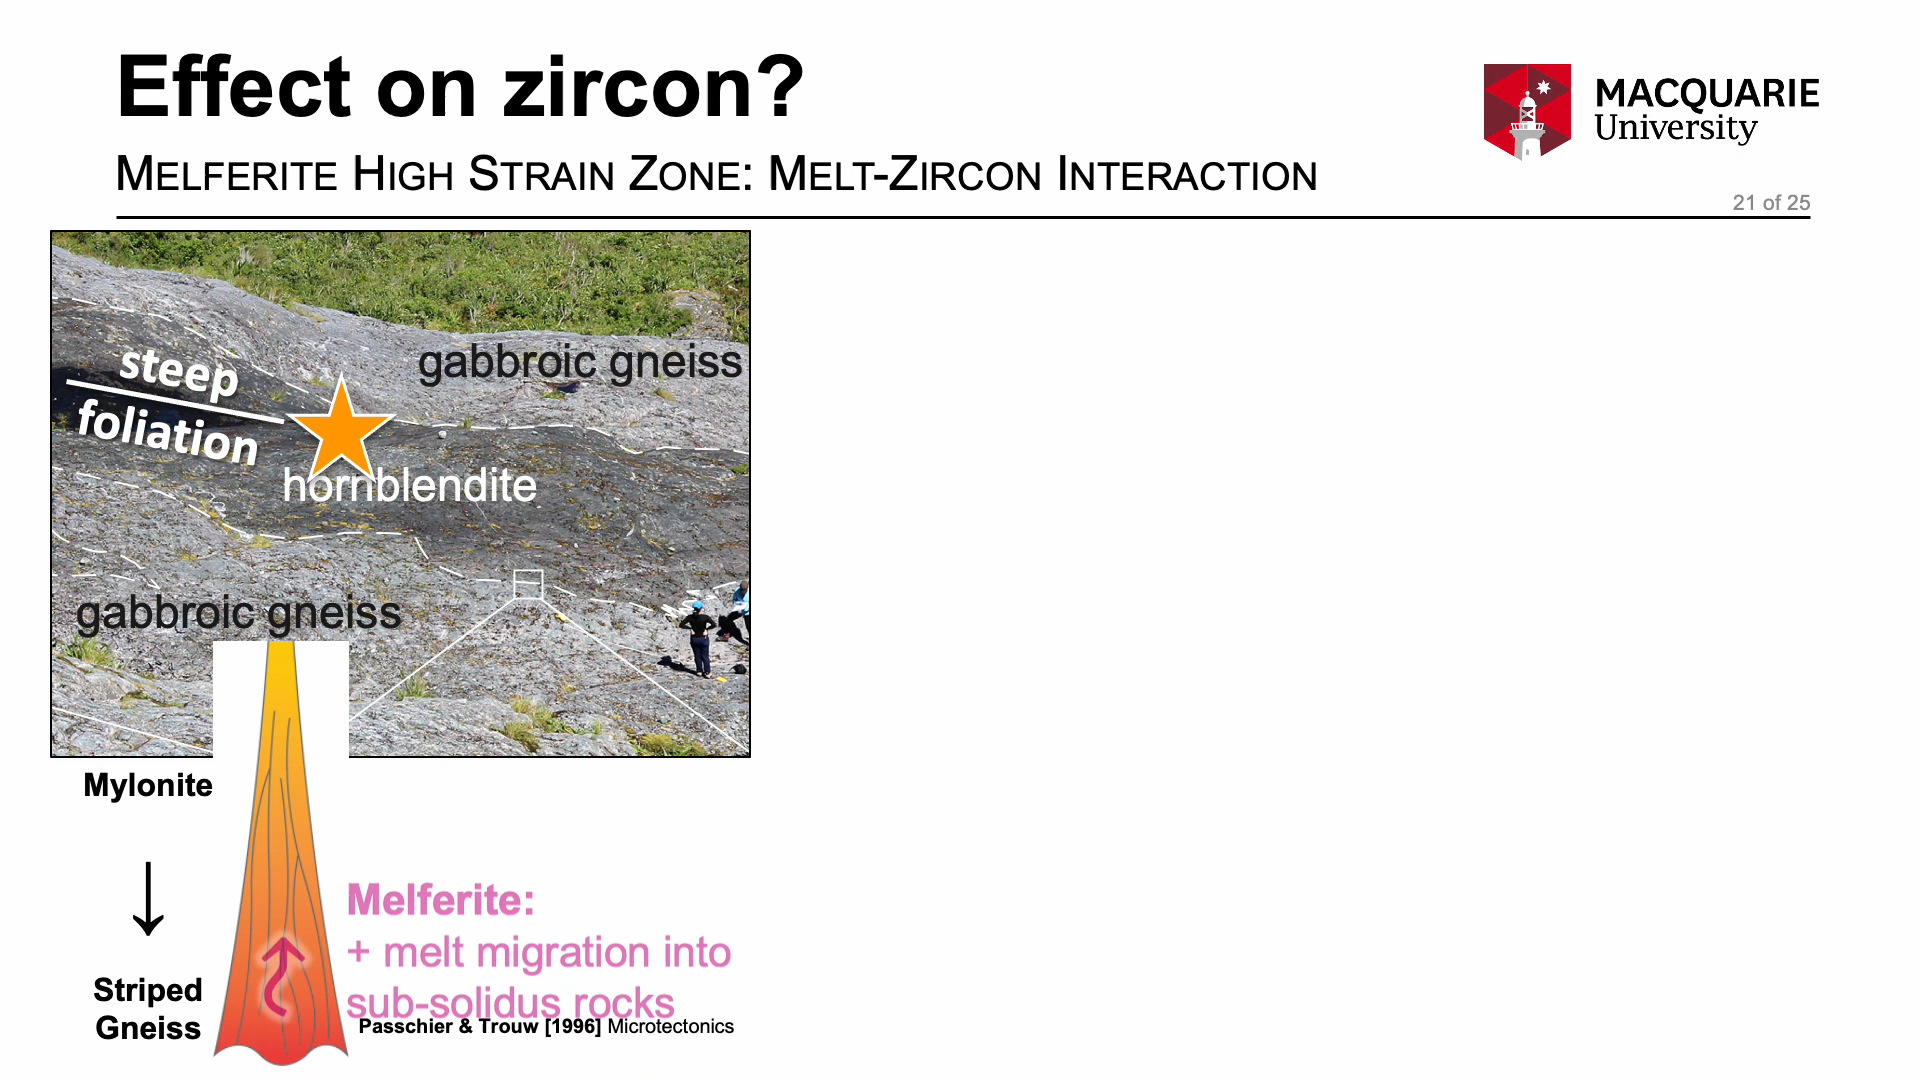 Effect on zircon?
MELFERITE HIGH STRAIN ZONE: MELT-ZIRCON INTERACTION
MACQUARIE
University
21 of 25
gabbroic gneiss
steep
foliation
hornblendite
gabbroic gneiss
Mylonite
Striped
Gneiss
Melferite:
+ melt migration into
sub-solidus rocks
Passchier & Trouw [1996] Microtectonics